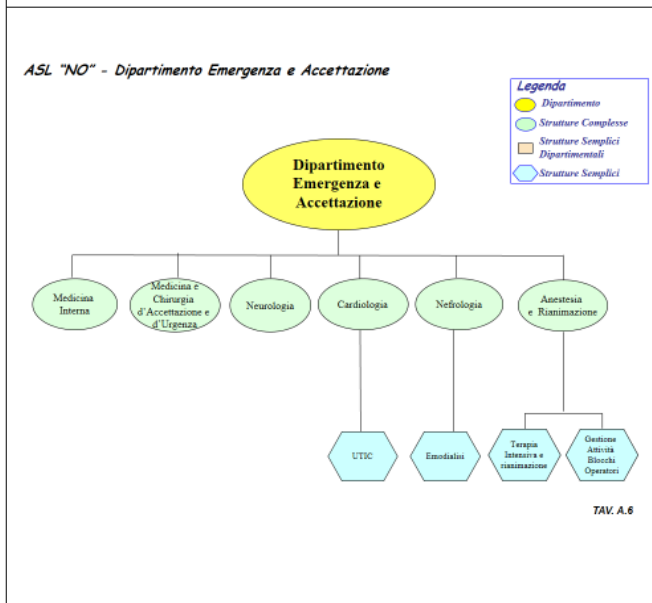 ASL "NO" - Dipartimento Emergenza e Accettazione
Legenda
Dipartimento
Strutture Complesse
Strutture Semplici
Dipartimentali
Strutture Semplici
Dipartimento
Emergenza e
Accettazione
Medicina
Interna
Medicina e
Chirurgia
d'Accettazione e
d'Urgenza
Neurologia
Cardiologia
Nefrologia
Anestesia
e Rianimazione
UTIC
Emodialisi
Terapia
Intensiva e
rianimazione
Gestione
Attività
Blocchi
Operatori
TAV. A.6